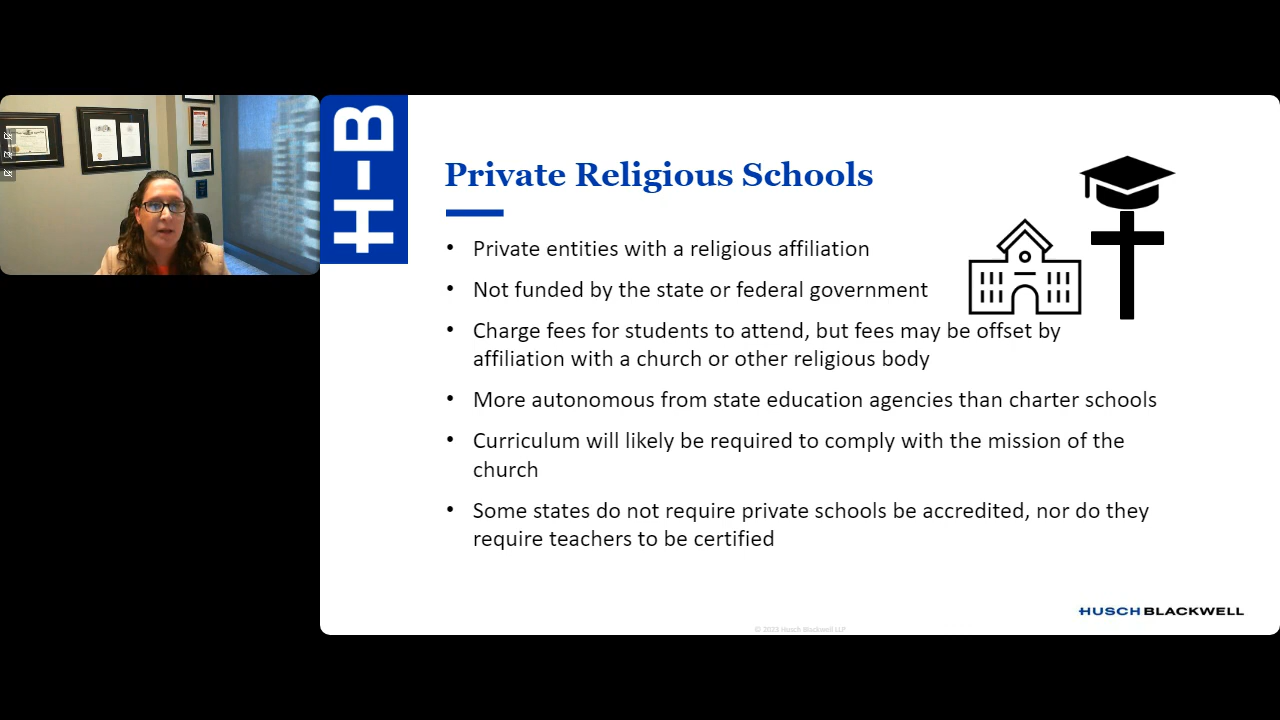 H-B
Private Religious Schools
• Private entities with a religious affiliation
• Not funded by the state or federal government
• Charge fees for students to attend, but fees may be offset by
affiliation with a church or other religious body
• More autonomous from state education agencies than charter schools
• Curriculum will likely be required to comply with the mission of the
church
• Some states do not require private schools be accredited, nor do they
require teachers to be certified
HUSCH BLACKWELL
© 2023 Husch Blackwell LLP